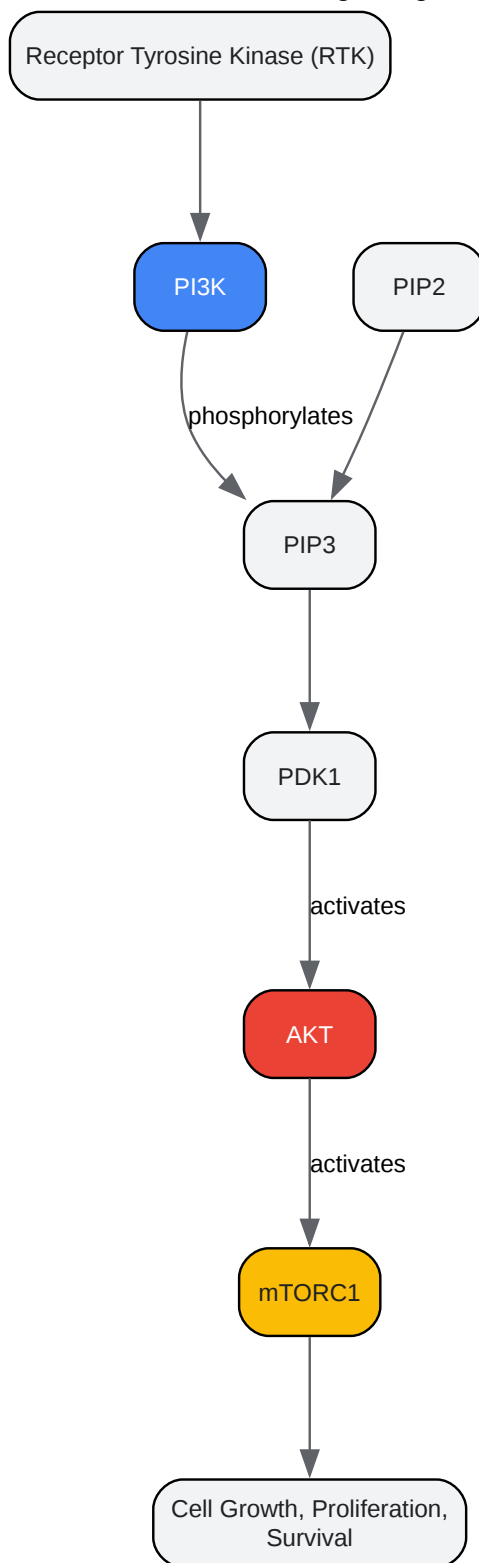 Receptor Tyrosine Kinase (RTK)
PI3K
PIP2
phosphorylates
PIP3
PDK1
activates
AKT
activates
mTORC1
Cell Growth, Proliferation,
Survival